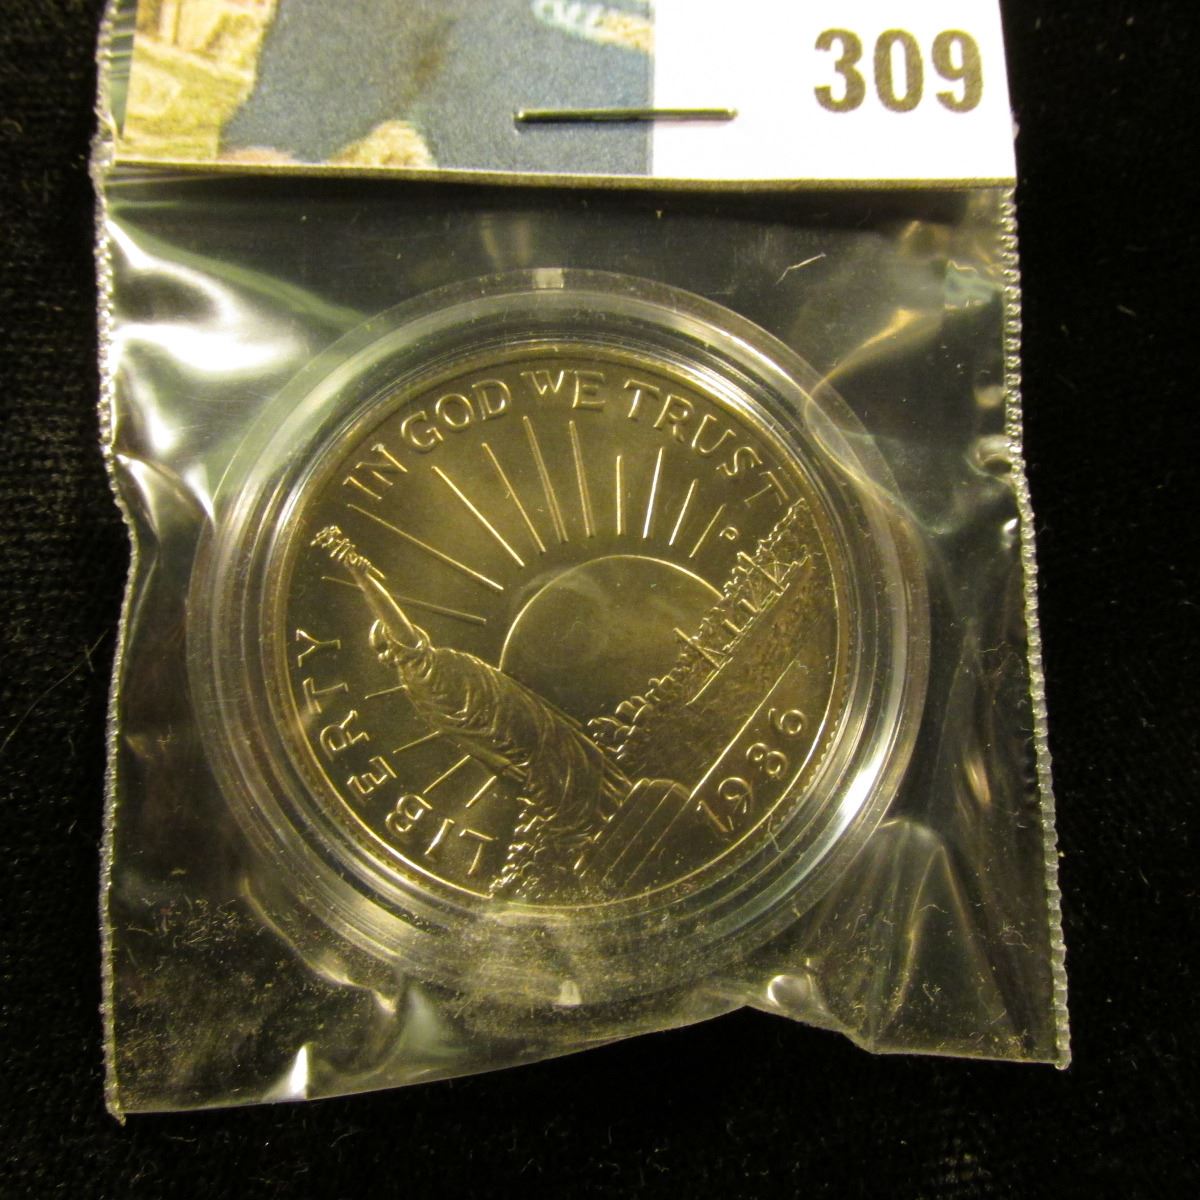 309
IN GOD WE TRUST
D
LIBERTY
1986